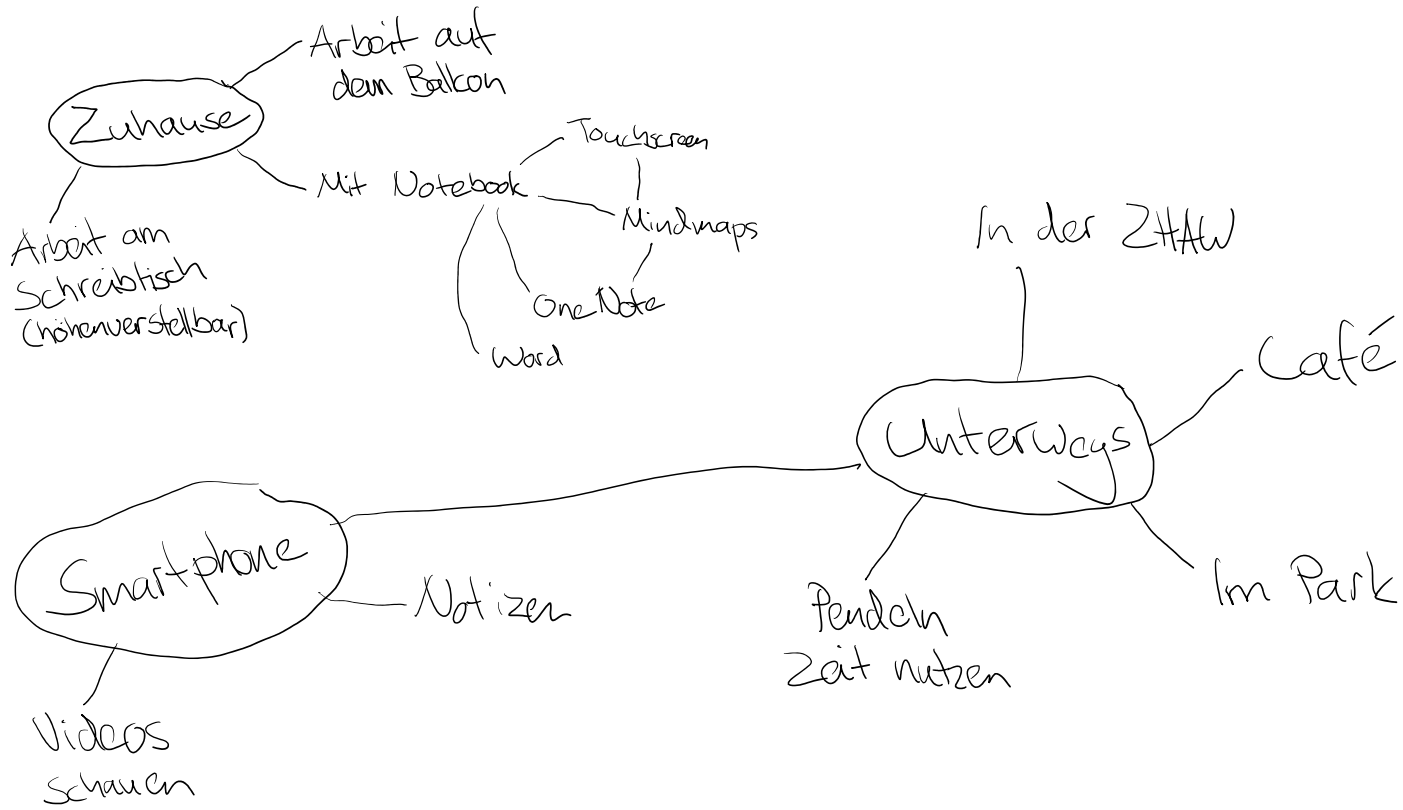 Arbeit auf
dem Balkon
Zuhause
Touchscreen
Mit Notebook
Mindmaps
Arbeit am
Schreibtisch
(höhenverstellbar)
OneNote
Word
In der ZHAW
Café
Unterwegs
Smartphone
Notizen
Im Park
Pendeln
Zeit nutzen
Videos
schauen